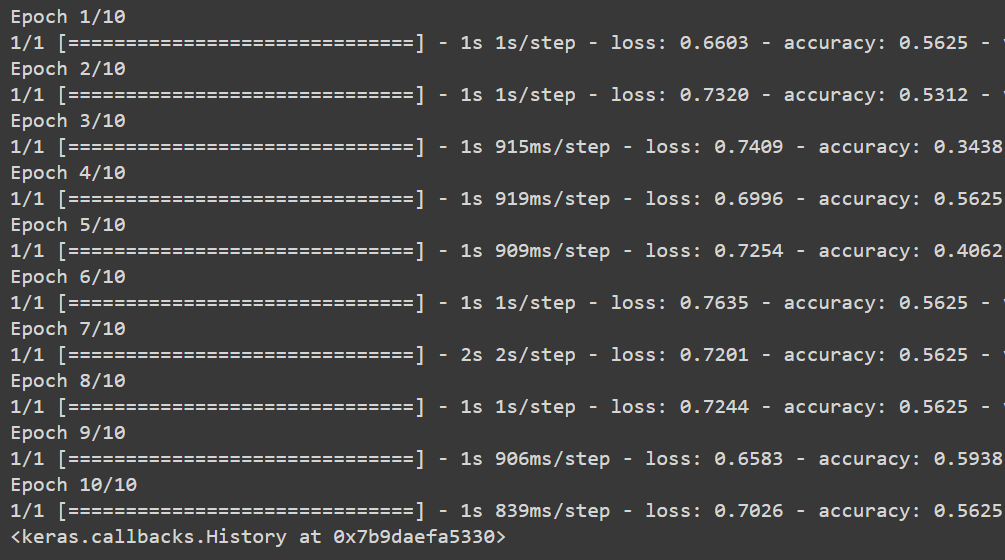 Epoch 1/10
1/1 [==============================] - 1s 1s/step - loss: 0.6603 - accuracy: 0.5625 -
Epoch 2/10
1/1 [==============================] - 1s 1s/step - loss: 0.7320 - accuracy: 0.5312 -
Epoch 3/10
1/1 [==============================] - 1s 915ms/step - loss: 0.7409 - accuracy: 0.3438
Epoch 4/10
1/1 [==============================] - 1s 919ms/step - loss: 0.6996 - accuracy: 0.5625
Epoch 5/10
1/1 [==============================] - 1s 909ms/step - loss: 0.7254 - accuracy: 0.4062
Epoch 6/10
1/1 [==============================] - 1s 1s/step - loss: 0.7635 - accuracy: 0.5625 -
Epoch 7/10
1/1 [==============================] - 2s 2s/step - loss: 0.7201 - accuracy: 0.5625 -
Epoch 8/10
1/1 [==============================] - 1s 1s/step - loss: 0.7244 - accuracy: 0.5625 -
Epoch 9/10
1/1 [==============================] - 1s 906ms/step - loss: 0.6583 - accuracy: 0.5938
Epoch 10/10
1/1 [==============================] - 1s 839ms/step - loss: 0.7026 - accuracy: 0.5625
<keras.callbacks.History at 0x7b9daefa5330>